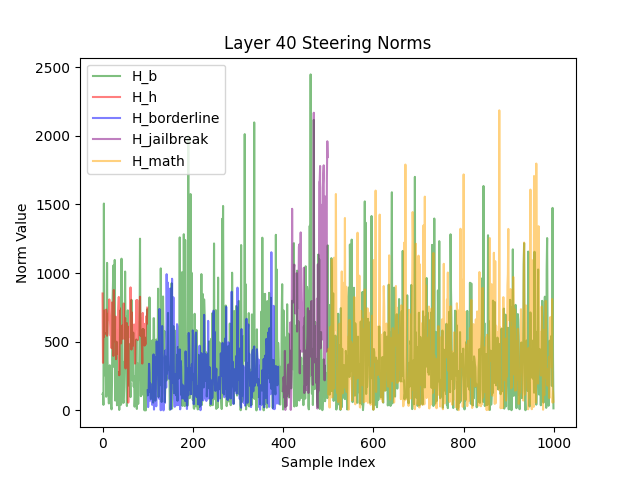 Layer 40 Steering Norms
H_b
H_h
H_borderline
H_jailbreak
H_math
Norm Value
2500
2000
1500
1000
500
0
0
200
400
600
800
1000
Sample Index